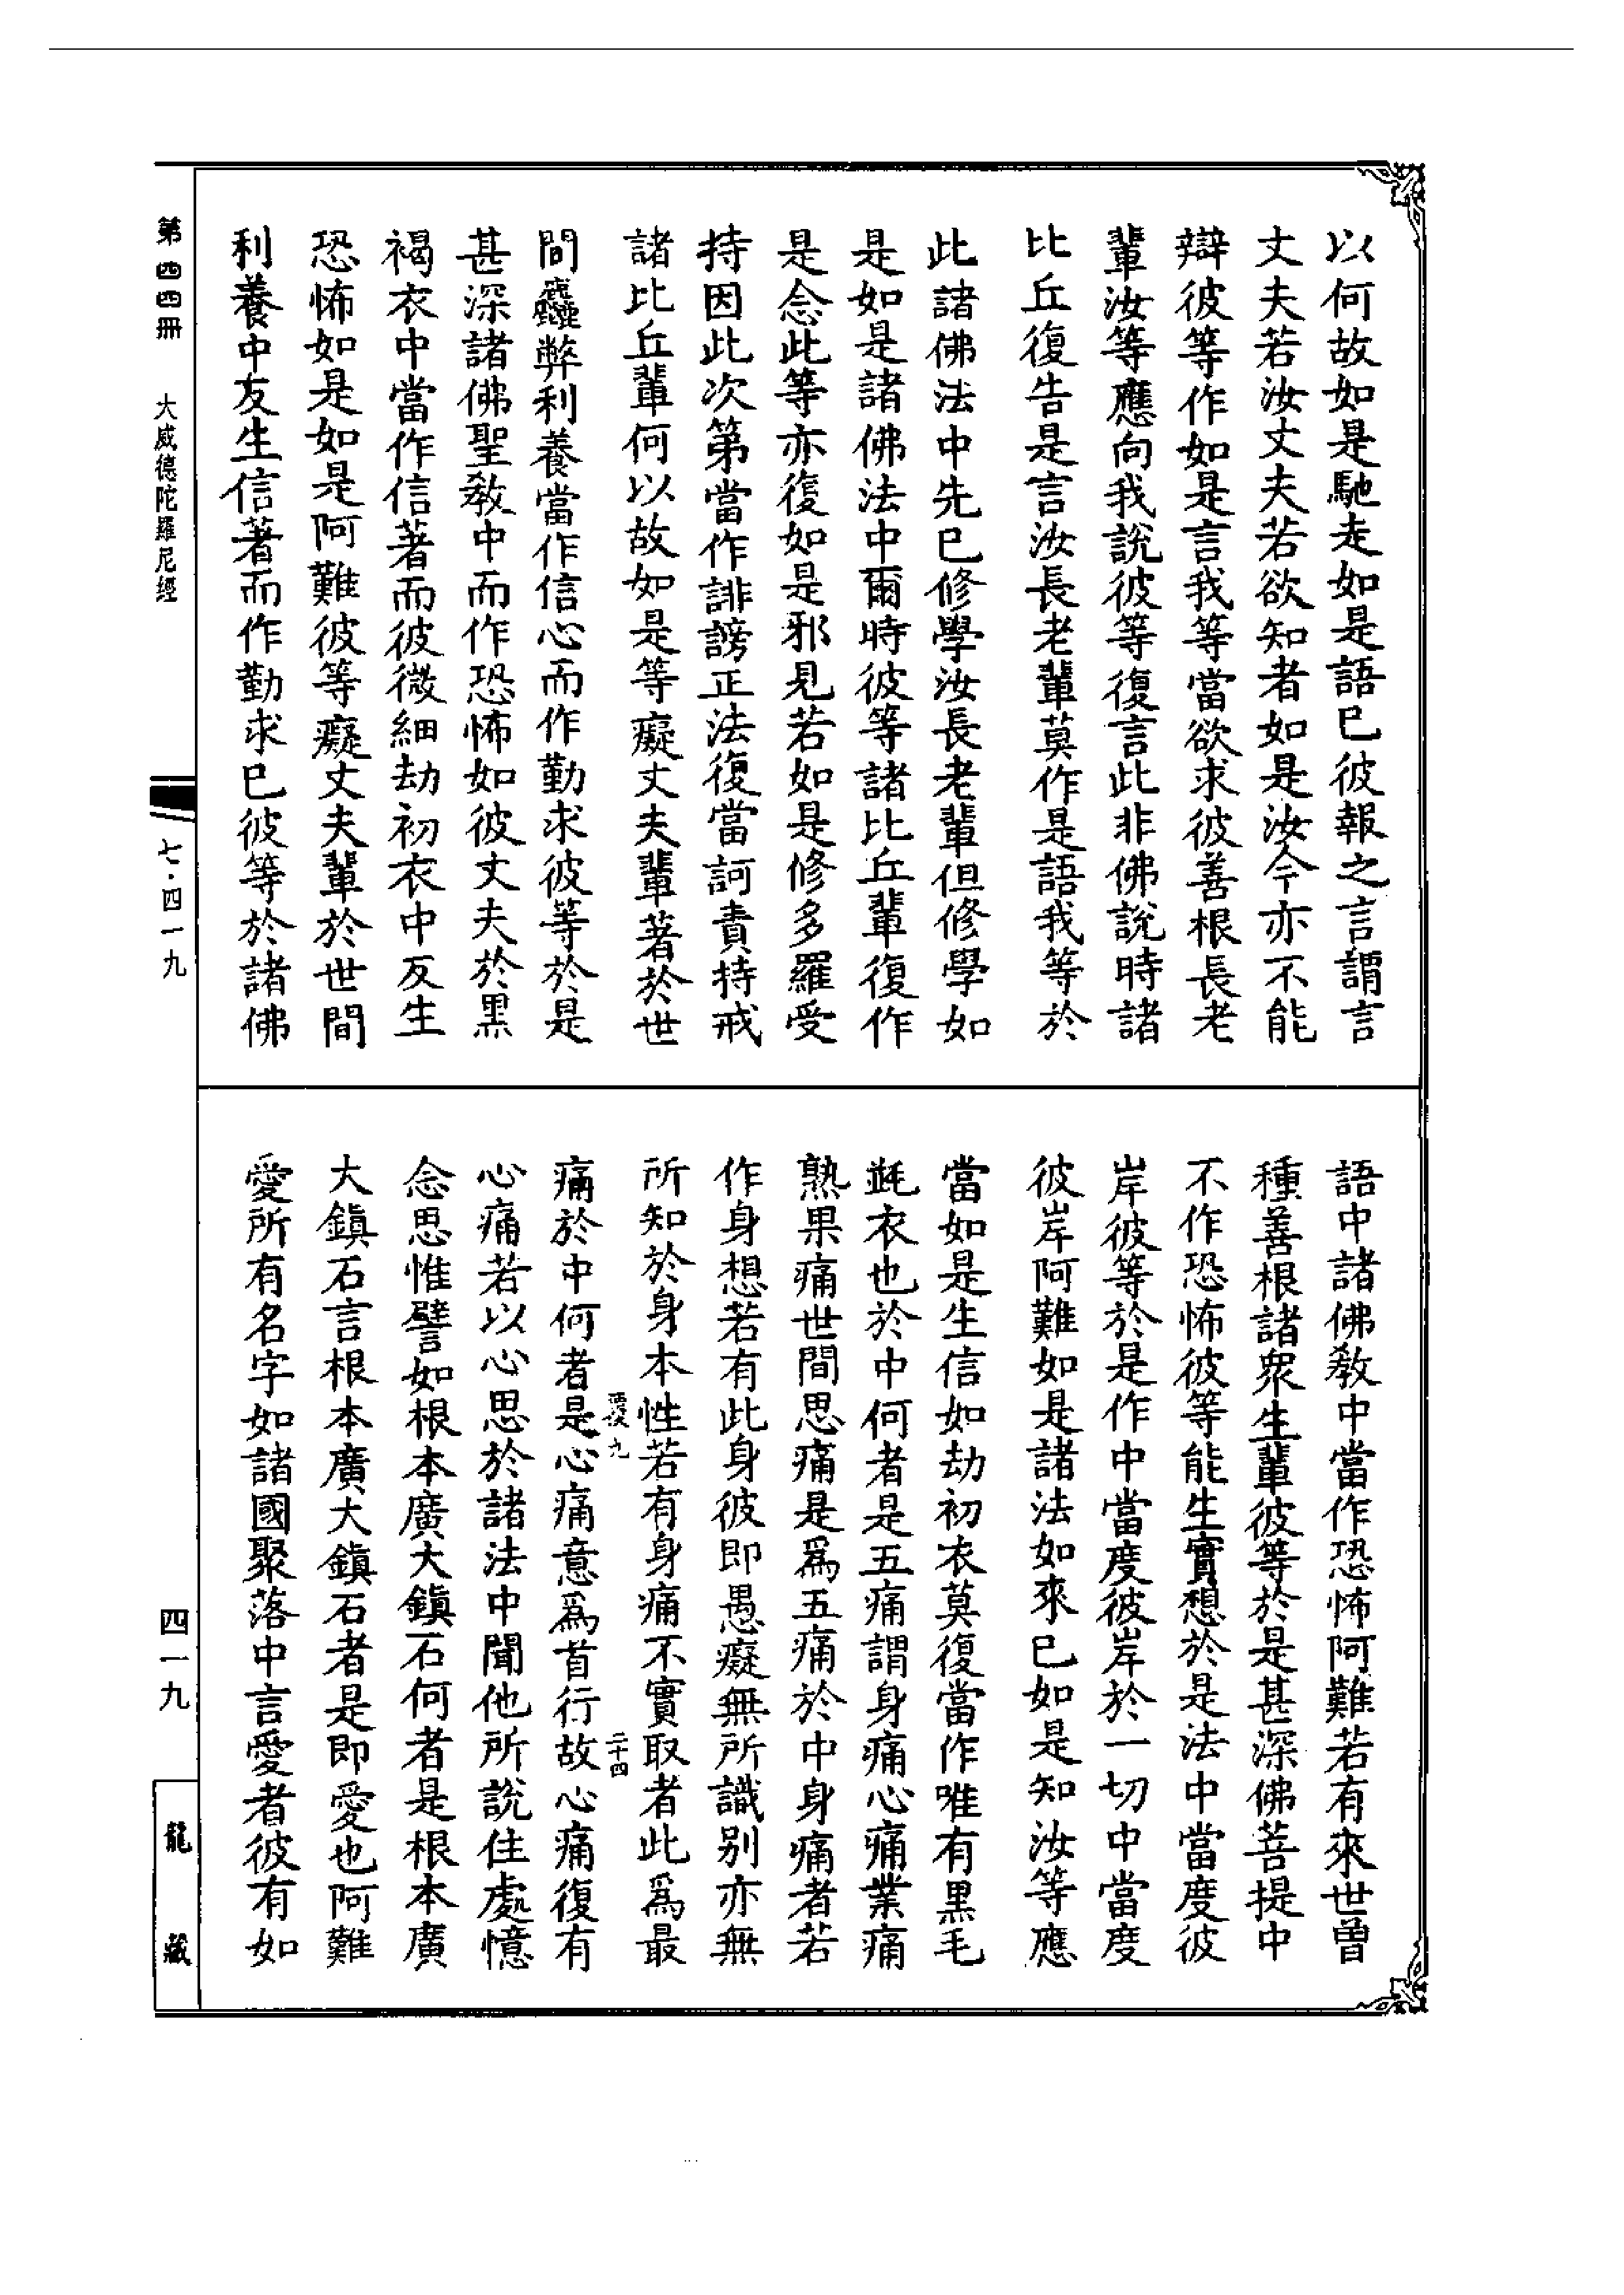 以何故如是馳走如是語已彼報之言謂言
丈夫若汝丈夫若欲知者如是汝今亦不能
辯彼等作如是言我等當欲求彼善根長老
輩汝等應向我說彼等復言此非佛說時諸
比丘復告是言汝長老輩莫作是語我等於
此諸佛法中先已修學汝長老輩但修學如
是如是諸佛法中爾時彼等諸比丘輩復作
是念此等亦復如是邪見若如是修多羅受
持因此次第當作誹謗正法復當訶責持戒
諸比丘輩何以故如是等癡丈夫輩著於世
間麤弊利養當作信心而作勤求彼等於是
甚深諸佛聖教中而作恐怖如彼丈夫於黑
褐衣中當作信著而彼微細劫初衣中反生
恐怖如是如是阿難彼等癡丈夫輩於世間
利養中友生信著而作勤求已彼等於諸佛
語中諸佛教中當作恐怖阿難若有來世曾
種善根諸眾生輩彼等於是甚深佛菩提中
不作恐怖彼等能生實想於是法中當度彼
岸彼等於是作中當度彼岸於一切中當度
彼岸阿難如是諸法如來已如是知汝等應
當如是生信如劫初衣莫復當作唯有黑毛
毼衣也於中何者是五痛謂身痛心痛業痛
熟果痛世間思痛是為五痛於中身痛者若
作身想若有此身彼即愚癡無所識別亦無
所知於身本性若有身痛不實取者此為最
痛於中何者是心痛意為首行故心痛復有
心痛若以心思於諸法中聞他所說住處憶
念思惟譬如根本廣大鎮石何者是根本廣
大鎮石言根本廣大鎮石者是即愛也阿難
愛所有名字如諸國聚落中言愛者彼有如
覆九
二十四
第四四冊
大威德陀羅尼經
七·四一九
四一九
龍藏